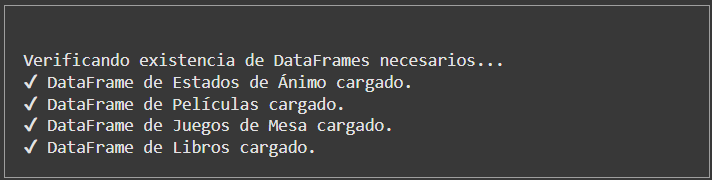 Verificando existencia de DataFrames necesarios...
✔ DataFrame de Estados de Ánimo cargado.
✔ DataFrame de Películas cargado.
✔ DataFrame de Juegos de Mesa cargado.
✔ DataFrame de Libros cargado.